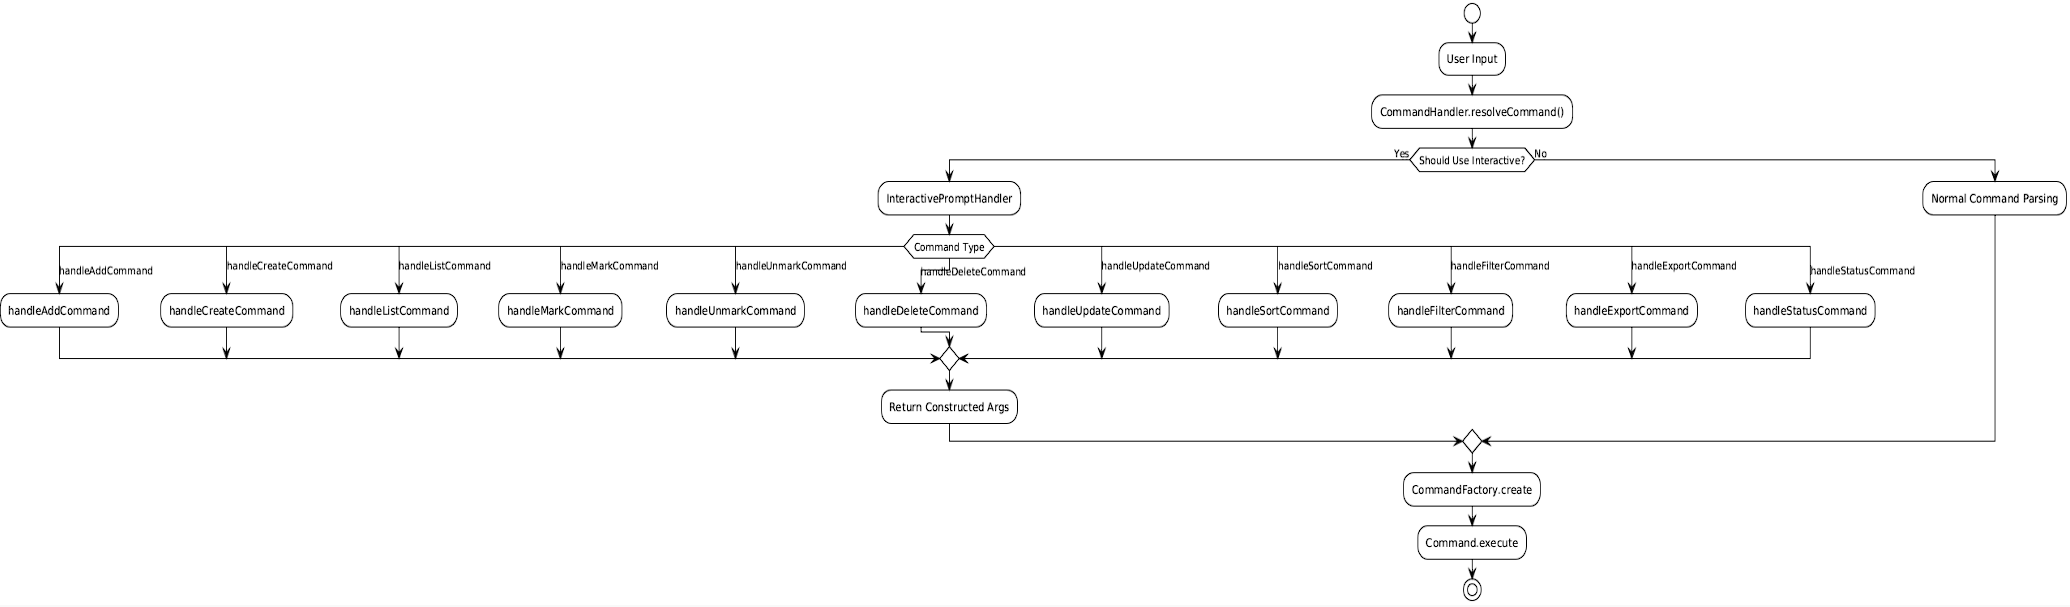 User Input
CommandHandler.resolveCommand()
Yes
Should Use Interactive?
No
InteractivePromptHandler
Normal Command Parsing
Command Type
handleAddCommand
handleCreateCommand
handleListCommand
handleMarkCommand
handleUnmarkCommand
handleDeleteCommand
handleUpdateCommand
handleSortCommand
handleFilterCommand
handleExportCommand
handleStatusCommand
handleAddCommand
handleCreateCommand
handleListCommand
handleMarkCommand
handleUnmarkCommand
handleDeleteCommand
handleUpdateCommand
handleSortCommand
handleFilterCommand
handleExportCommand
handleStatusCommand
Return Constructed Args
CommandFactory.create
Command.execute